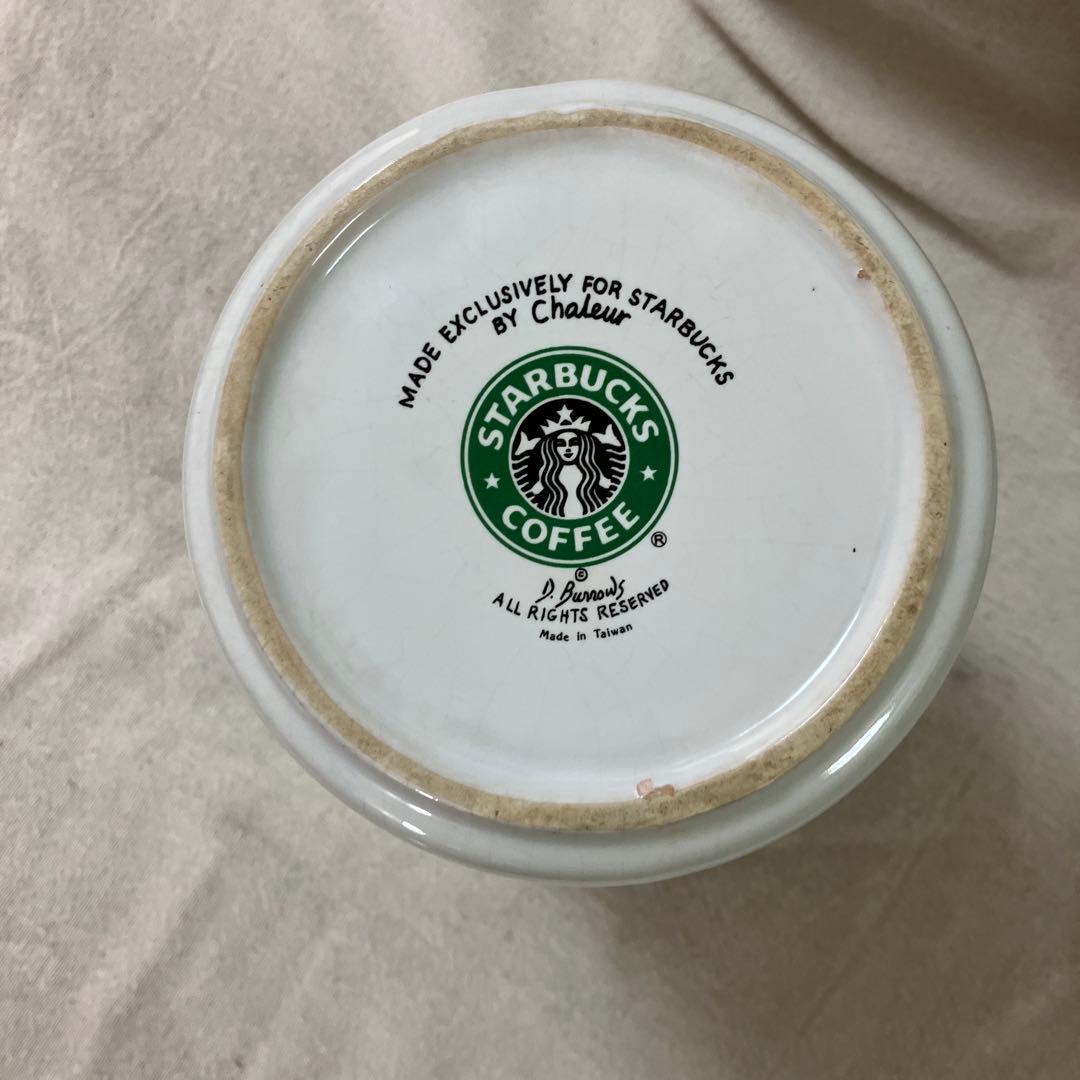 MADE EXCLUSIVELY FOR STARBUCKS
BY Chaleur
STARBUCKS
COFFEE
®
©
D. Burrows
ALL RIGHTS RESERVED
Made in Taiwan